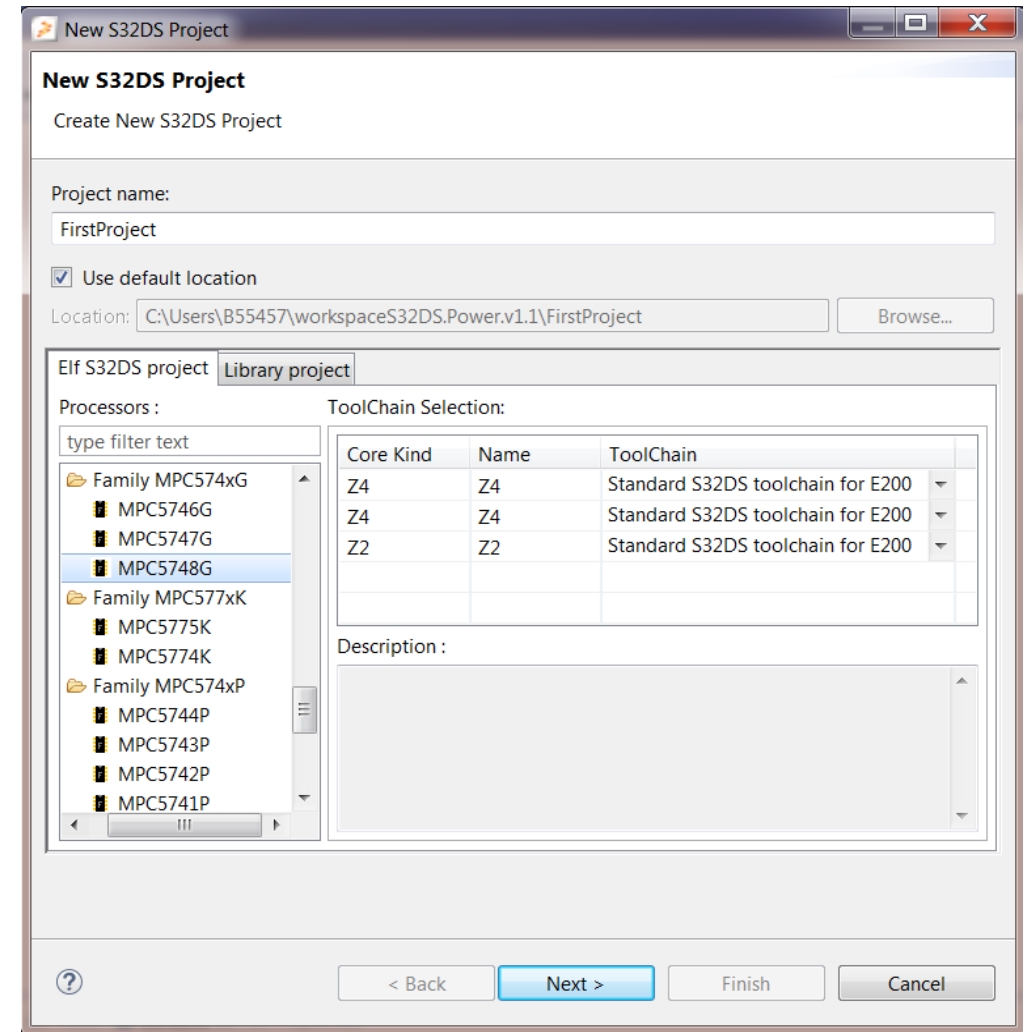 New S32DS Project
New S32DS Project
Create New S32DS Project
Project name:
FirstProject
Use default location
Location: C:\Users\B55457\workspaceS32DS.Power.v1.1\FirstProject Browse...
Elf S32DS project Library project
Processors :
type filter text
Family MPC574xG
MPC5746G
MPC5747G
MPC5748G
Family MPC577xK
MPC5775K
MPC5774K
Family MPC574xP
MPC5744P
MPC5743P
MPC5742P
MPC5741P
ToolChain Selection:
Core Kind Name ToolChain
Z4 Z4 Standard S32DS toolchain for E200
Z4 Z4 Standard S32DS toolchain for E200
Z2 Z2 Standard S32DS toolchain for E200
Description :
? < Back Next > Finish Cancel